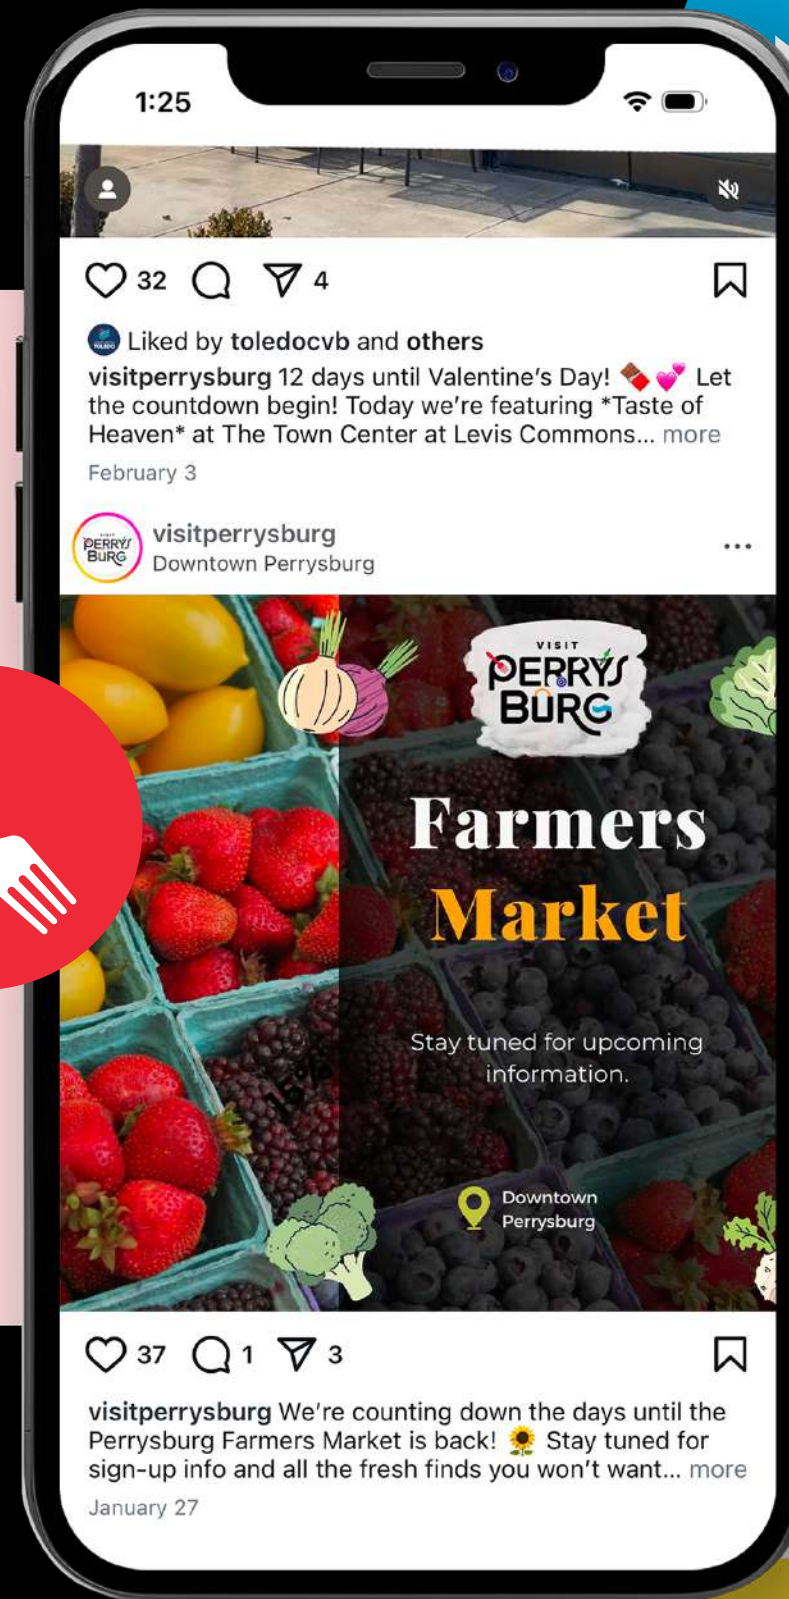 1:25
32
4
Liked by toledocvb and others
visitperrysburg 12 days until Valentine's Day! 🍫 💕 Let
the countdown begin! Today we're featuring *Taste of
Heaven* at The Town Center at Levis Commons... more
February 3
VISIT
PERRYS
BURG
visitperrysburg
Downtown Perrysburg
VISIT
PERRYS
BURG
Farmers
Market
Stay tuned for upcoming
information.
15%
Downtown
Perrysburg
37
1
3
visitperrysburg We're counting down the days until the
Perrysburg Farmers Market is back! 🌻 Stay tuned for
sign-up info and all the fresh finds you won't want... more
January 27